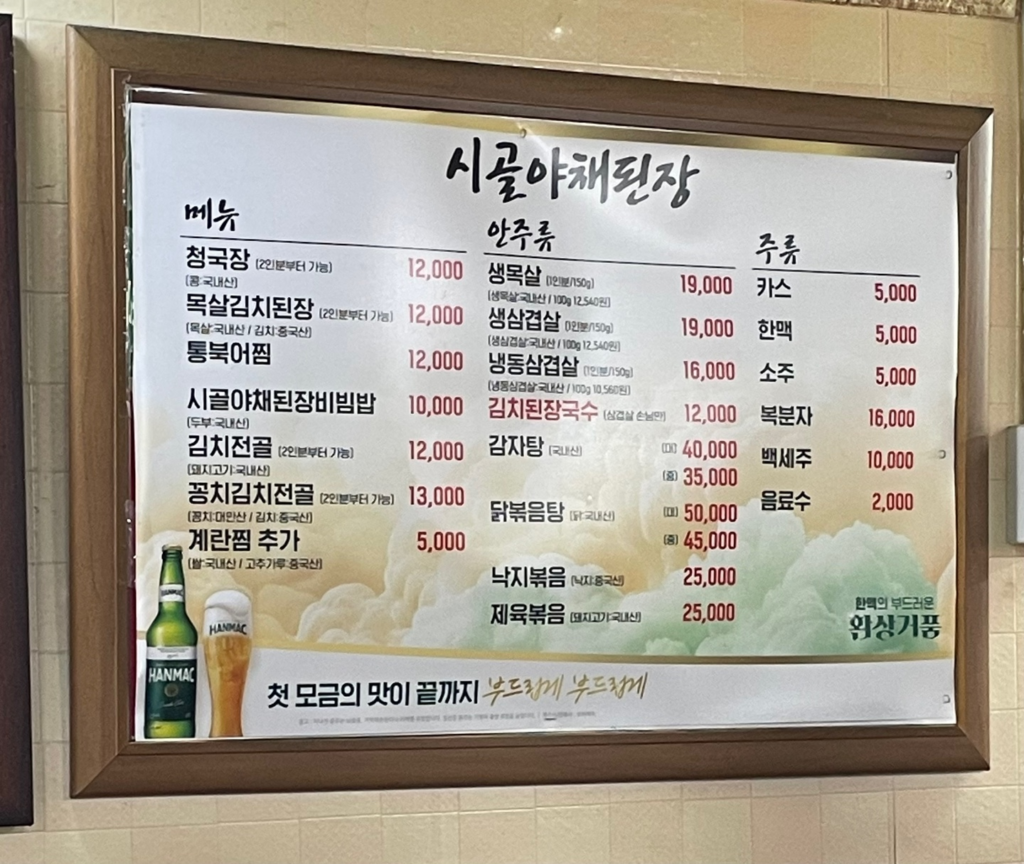 시골야채된장
메뉴
청국장 (2인분부터 가능) 12,000
(콩:국내산)
목살김치된장 (2인분부터 가능) 12,000
(목살:국내산 / 김치:중국산)
통북어찜 12,000
시골야채된장비빔밥 10,000
(두부:국내산)
김치전골 (2인분부터 가능) 12,000
(돼지고기:국내산)
꽁치김치전골 (2인분부터 가능) 13,000
(꽁치:대만산 / 김치:중국산)
계란찜 추가 5,000
(쌀:국내산 / 고추가루:중국산)
안주류
생목살 (1인분/150g) 19,000
(생목살:국내산 / 100g 12,540원)
생삼겹살 (1인분/150g) 19,000
(생삼겹살:국내산 / 100g 12,540원)
냉동삼겹살 (1인분/150g) 16,000
(냉동삼겹살:국내산 / 100g 10,560원)
김치된장국수 (삼겹살 손님만) 12,000
감자탕 (국내산) (대) 40,000
(중) 35,000
닭볶음탕 (닭:국내산) (대) 50,000
(중) 45,000
낙지볶음 (낙지:중국산) 25,000
제육볶음 (돼지고기:국내산) 25,000
주류
카스 5,000
한맥 5,000
소주 5,000
복분자 16,000
백세주 10,000
음료수 2,000
한맥의 부드러운
환상거품
HANMAC
HANMAC
HANMAC
첫 모금의 맛이 끝까지 부드럽게 부드럽게